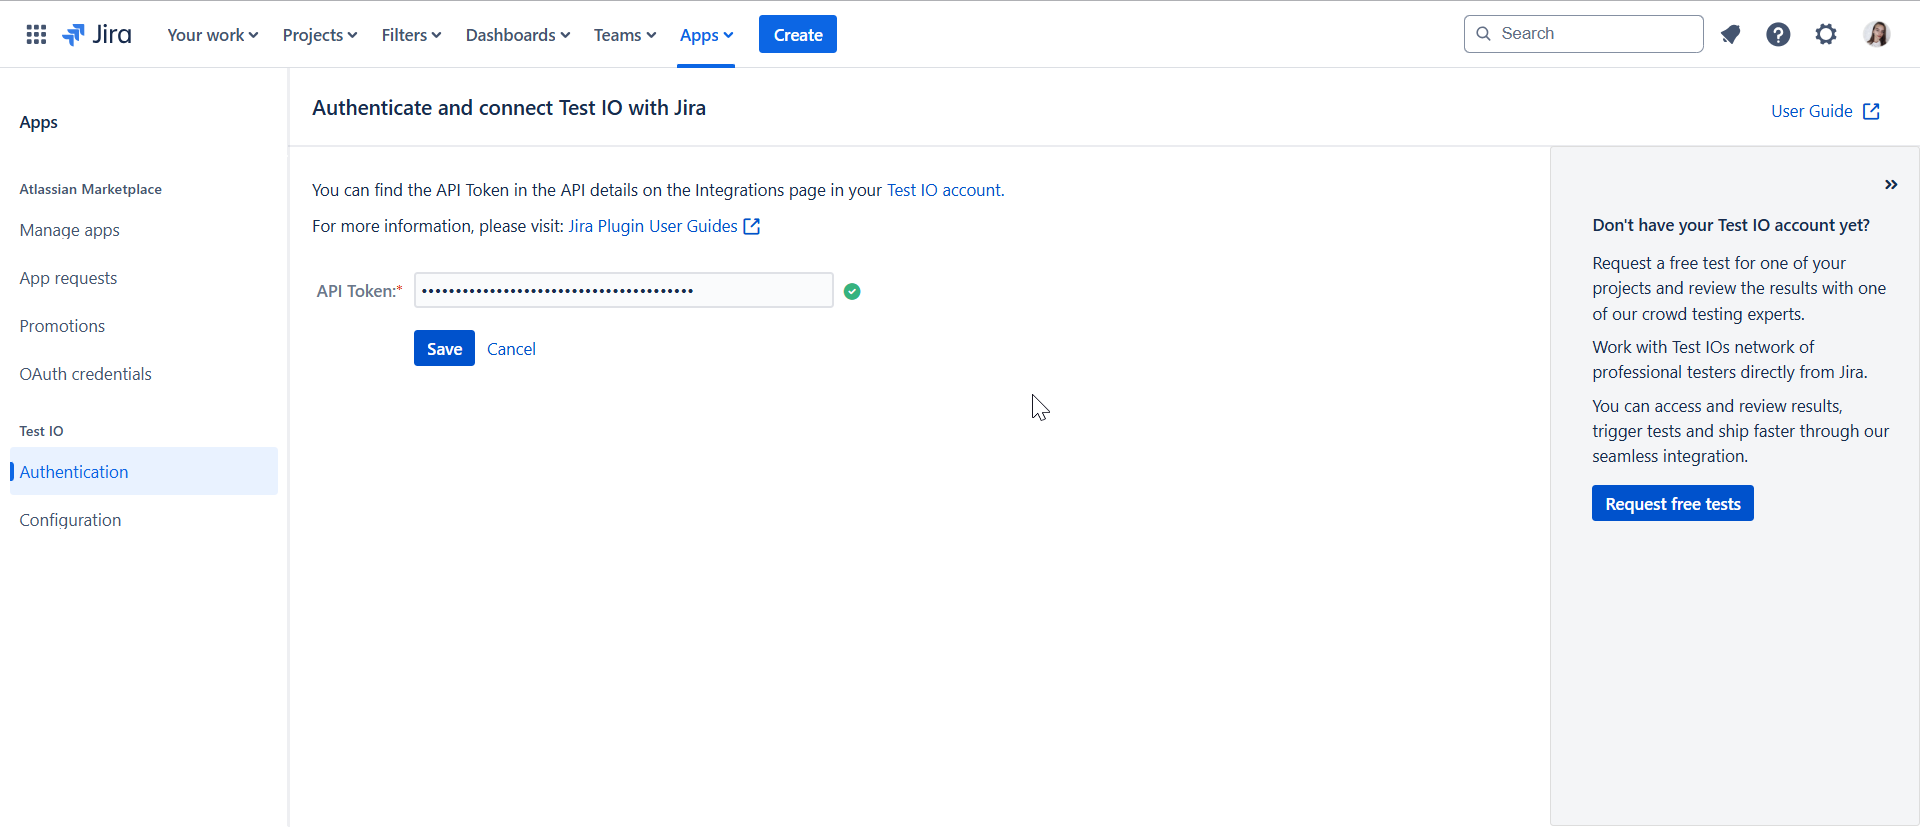 Jira
Your work
Projects
Filters
Dashboards
Teams
Apps
Create
Search
Apps
Atlassian Marketplace
Manage apps
App requests
Promotions
OAuth credentials
Test IO
Authentication
Configuration
Authenticate and connect Test IO with Jira
User Guide
You can find the API Token in the API details on the Integrations page in your Test IO account.
For more information, please visit: Jira Plugin User Guides
API Token:*
••••••••••••••••••••••••••••••••••••••••
Save
Cancel
Don't have your Test IO account yet?
Request a free test for one of your
projects and review the results with one
of our crowd testing experts.
Work with Test IOs network of
professional testers directly from Jira.
You can access and review results,
trigger tests and ship faster through our
seamless integration.
Request free tests